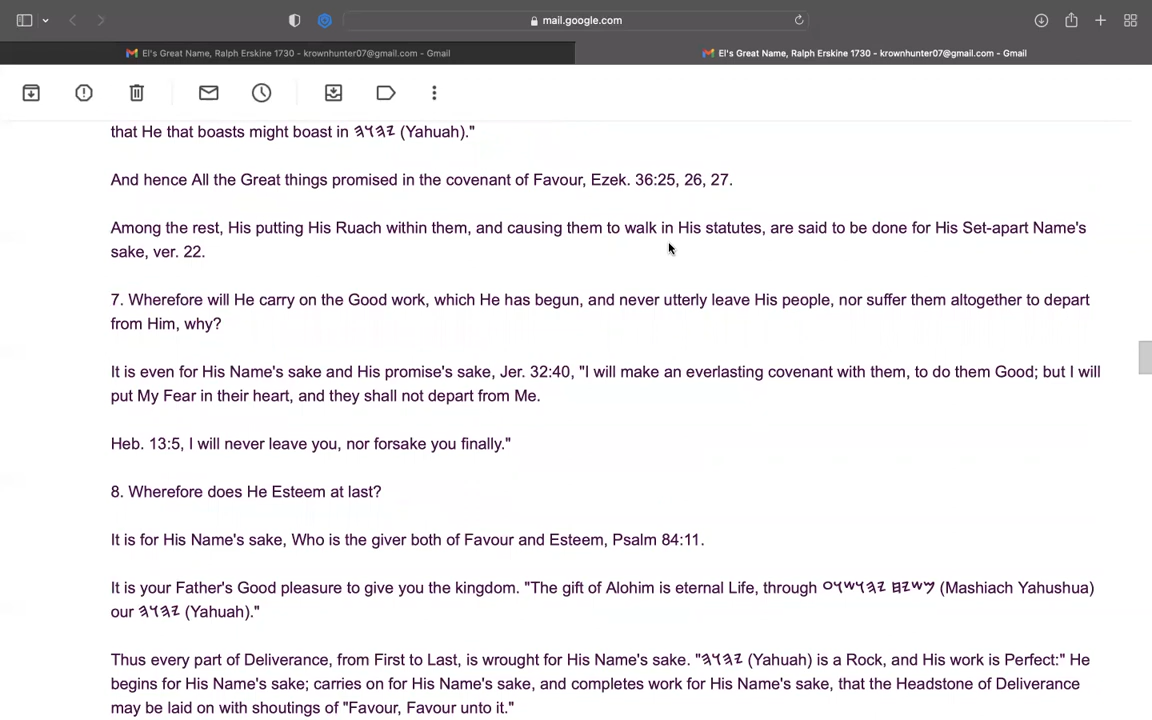 mail.google.com
El's Great Name, Ralph Erskine 1730 - krownhunter07@gmail.com - Gmail
El's Great Name, Ralph Erskine 1730 - krownhunter07@gmail.com - Gmail
that He that boasts might boast in 𐤉𐤄𐤅𐤄 (Yahuah)."
And hence All the Great things promised in the covenant of Favour, Ezek. 36:25, 26, 27.
Among the rest, His putting His Ruach within them, and causing them to walk in His statutes, are said to be done for His Set-apart Name's
sake, ver. 22.
7. Wherefore will He carry on the Good work, which He has begun, and never utterly leave His people, nor suffer them altogether to depart
from Him, why?
It is even for His Name's sake and His promise's sake, Jer. 32:40, "I will make an everlasting covenant with them, to do them Good; but I will
put My Fear in their heart, and they shall not depart from Me.
Heb. 13:5, I will never leave you, nor forsake you finally."
8. Wherefore does He Esteem at last?
It is for His Name's sake, Who is the giver both of Favour and Esteem, Psalm 84:11.
It is your Father's Good pleasure to give you the kingdom. "The gift of Alohim is eternal Life, through 𐤌𐤔𐤉𐤇 𐤉𐤄𐤅𐤔𐤅𐤏 (Mashiach Yahushua)
our 𐤉𐤄𐤅𐤄 (Yahuah)."
Thus every part of Deliverance, from First to Last, is wrought for His Name's sake. "𐤉𐤄𐤅𐤄 (Yahuah) is a Rock, and His work is Perfect:" He
begins for His Name's sake; carries on for His Name's sake, and completes work for His Name's sake, that the Headstone of Deliverance
may be laid on with shoutings of "Favour, Favour unto it."